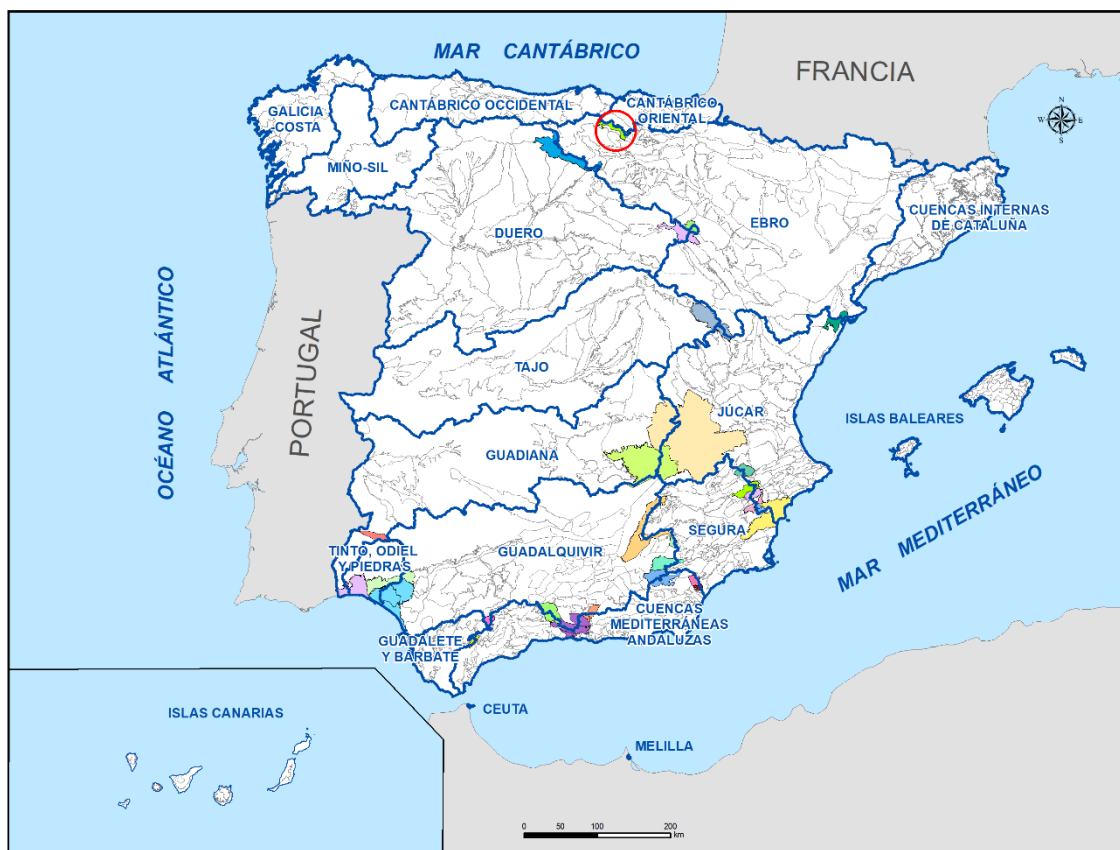 MAR CANTÁBRICO
FRANCIA
CANTÁBRICO OCCIDENTAL
CANTÁBRICO
ORIENTAL
GALICIA
COSTA
N
W E
S
MIÑO-SIL
CUENCAS INTERNAS
DE CATALUÑA
EBRO
DUERO
OCÉANO ATLÁNTICO
PORTUGAL
TAJO
JÚCAR
ISLAS BALEARES
GUADIANA
MAR MEDITERRÁNEO
SEGURA
GUADALQUIVIR
TINTO, ODIEL
Y PIEDRAS
CUENCAS
MEDITERRÁNEAS
ANDALUZAS
GUADALETE
Y BARBATE
CEUTA
ISLAS CANARIAS
MELILLA
0 50 100 200
km